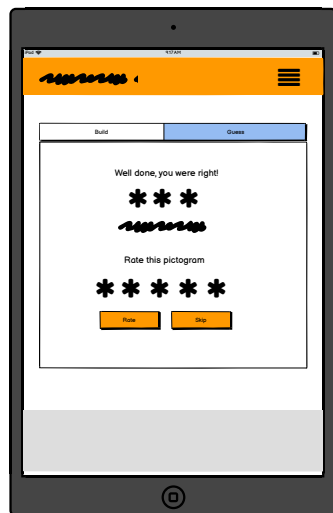 iPad 9:17 AM
Build Guess
Well done, you were right!
* * *
Rate this pictogram
* * * * *
Rate Skip